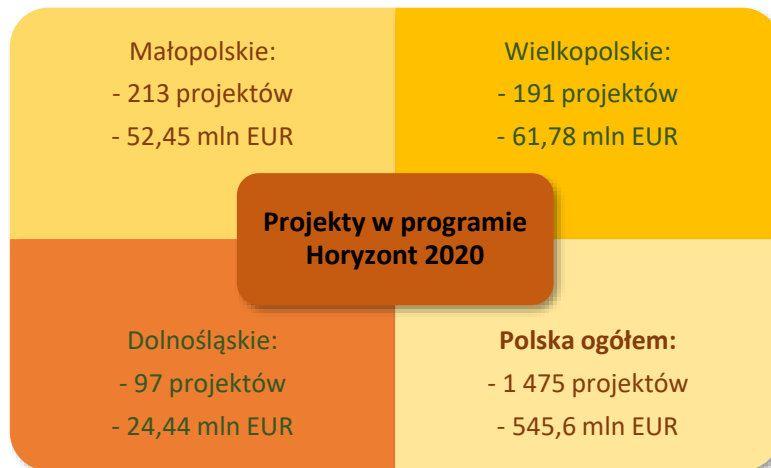 Małopolskie:
- 213 projektów
- 52,45 mln EUR
Wielkopolskie:
- 191 projektów
- 61,78 mln EUR
Projekty w programie
Horyzont 2020
Dolnośląskie:
- 97 projektów
- 24,44 mln EUR
Polska ogółem:
- 1 475 projektów
- 545,6 mln EUR